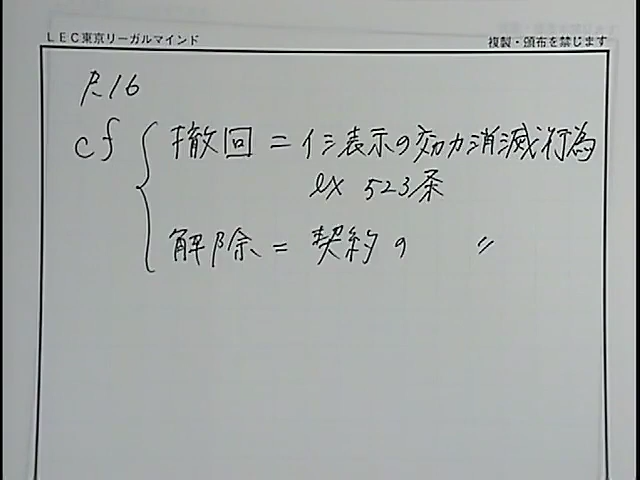 LEC東京リーガルマインド
複製・頒布を禁じます
P.16
cf { 撤回 = イシ表示の効力消滅行為
ex 523条
解除 = 契約の 〃